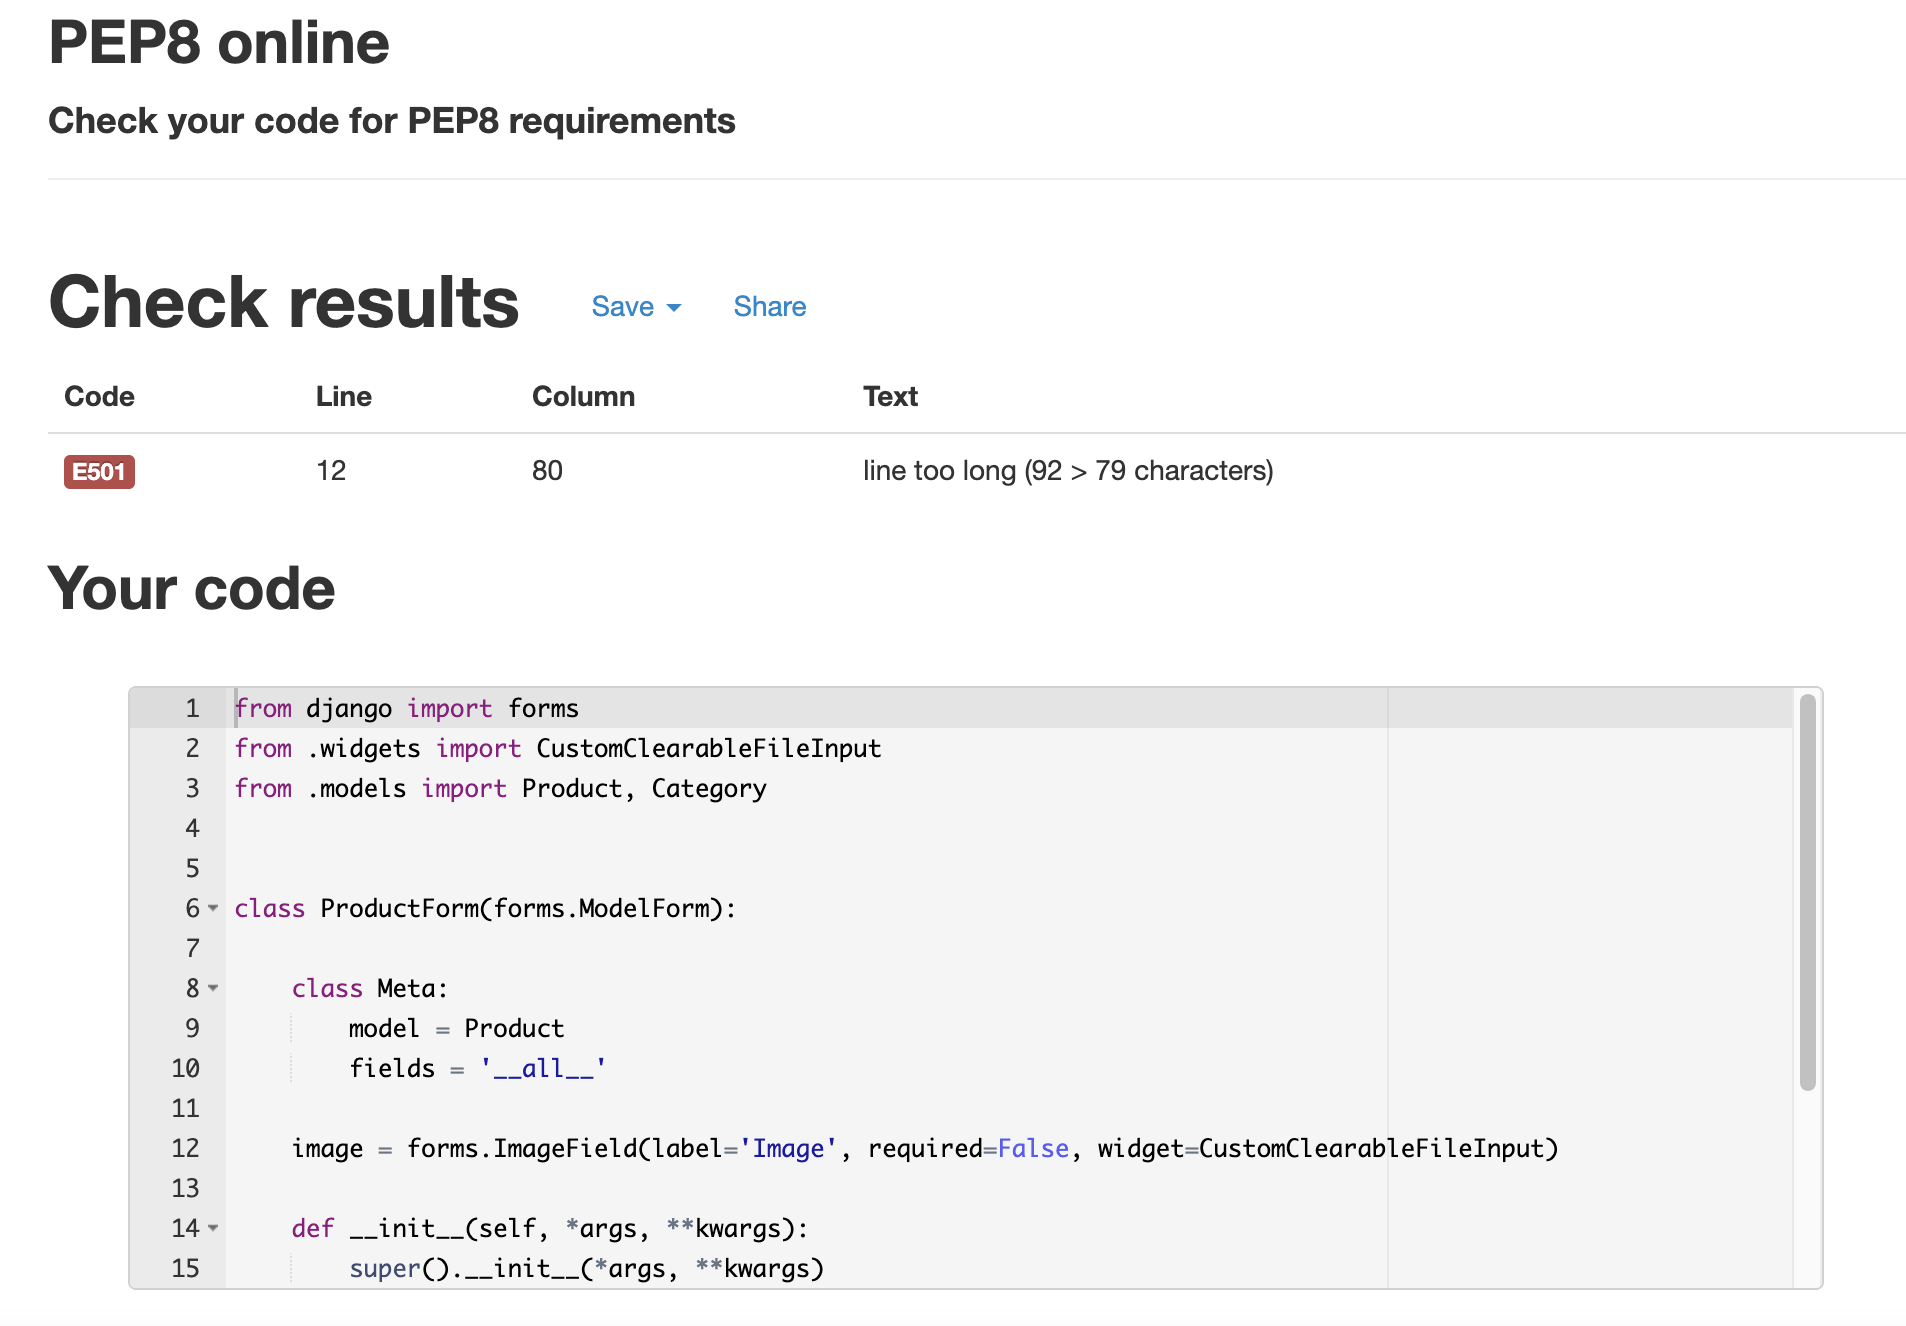 PEP8 online
Check your code for PEP8 requirements
Check results Save Share
Code Line Column Text
E501 12 80 line too long (92 > 79 characters)
Your code
1 from django import forms
2 from .widgets import CustomClearableFileInput
3 from .models import Product, Category
4
5
6 class ProductForm(forms.ModelForm):
7
8     class Meta:
9         model = Product
10         fields = '__all__'
11
12     image = forms.ImageField(label='Image', required=False, widget=CustomClearableFileInput)
13
14     def __init__(self, *args, **kwargs):
15         super().__init__(*args, **kwargs)